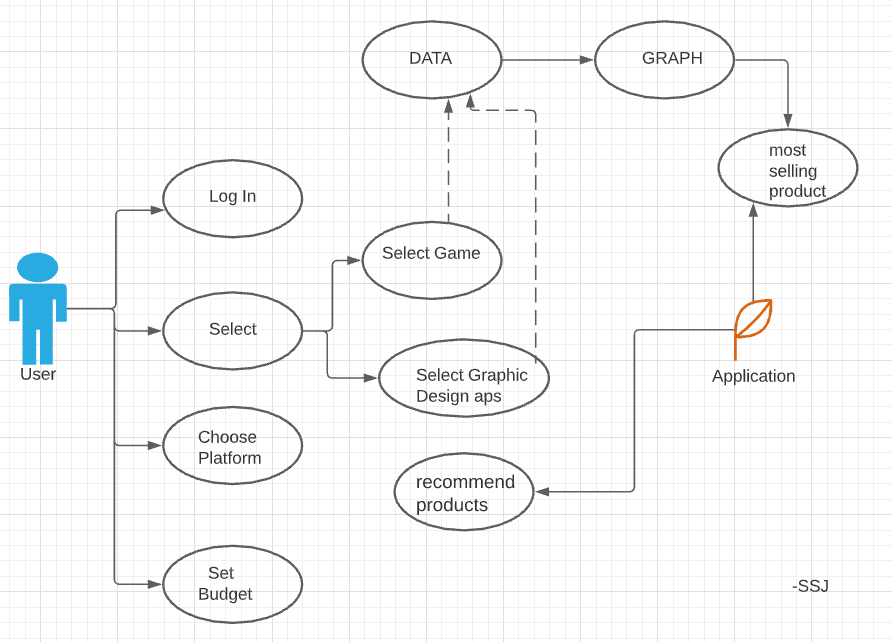 DATA
GRAPH
most
selling
product
Log In
Select Game
Select
Select Graphic
Design aps
User
Application
Choose
Platform
recommend
products
Set
Budget
-SSJ